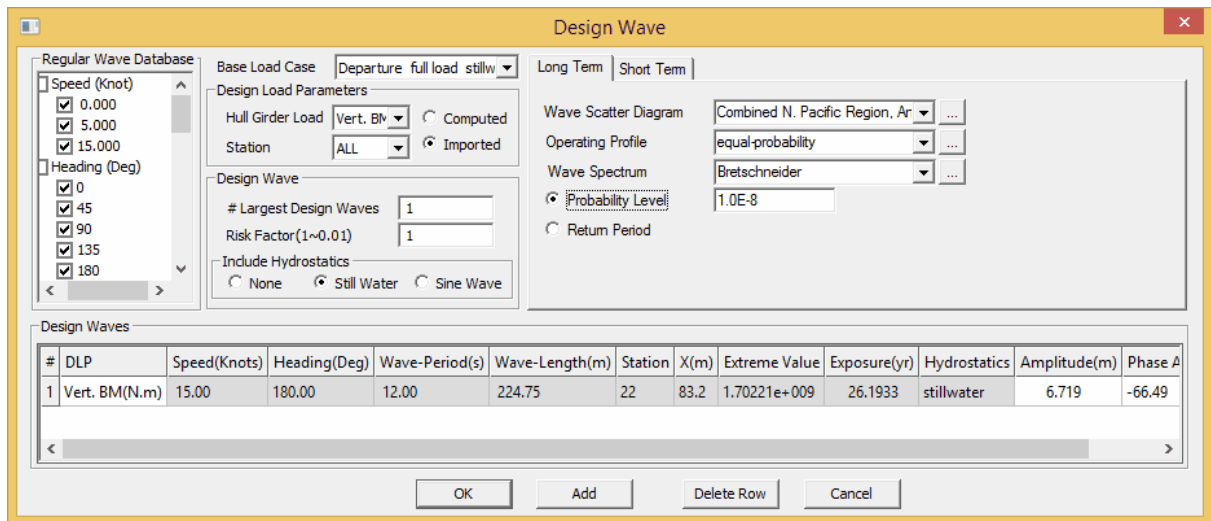 Design Wave
Regular Wave Database
Speed (Knot)
0.000
5.000
15.000
Heading (Deg)
0
45
90
135
180
Base Load Case Departure full load stillw
Design Load Parameters
Hull Girder Load Vert. BM Computed
Station ALL Imported
Design Wave
# Largest Design Waves 1
Risk Factor(1~0.01) 1
Include Hydrostatics
None Still Water Sine Wave
Long Term Short Term
Wave Scatter Diagram Combined N. Pacific Region, Ar ...
Operating Profile equal-probability ...
Wave Spectrum Bretschneider ...
Probability Level 1.0E-8
Return Period
Design Waves
# DLP Speed(Knots) Heading(Deg) Wave-Period(s) Wave-Length(m) Station X(m) Extreme Value Exposure(yr) Hydrostatics Amplitude(m) Phase A
1 Vert. BM(N.m) 15.00 180.00 12.00 224.75 22 83.2 1.70221e+009 26.1933 stillwater 6.719 -66.49
OK Add Delete Row Cancel